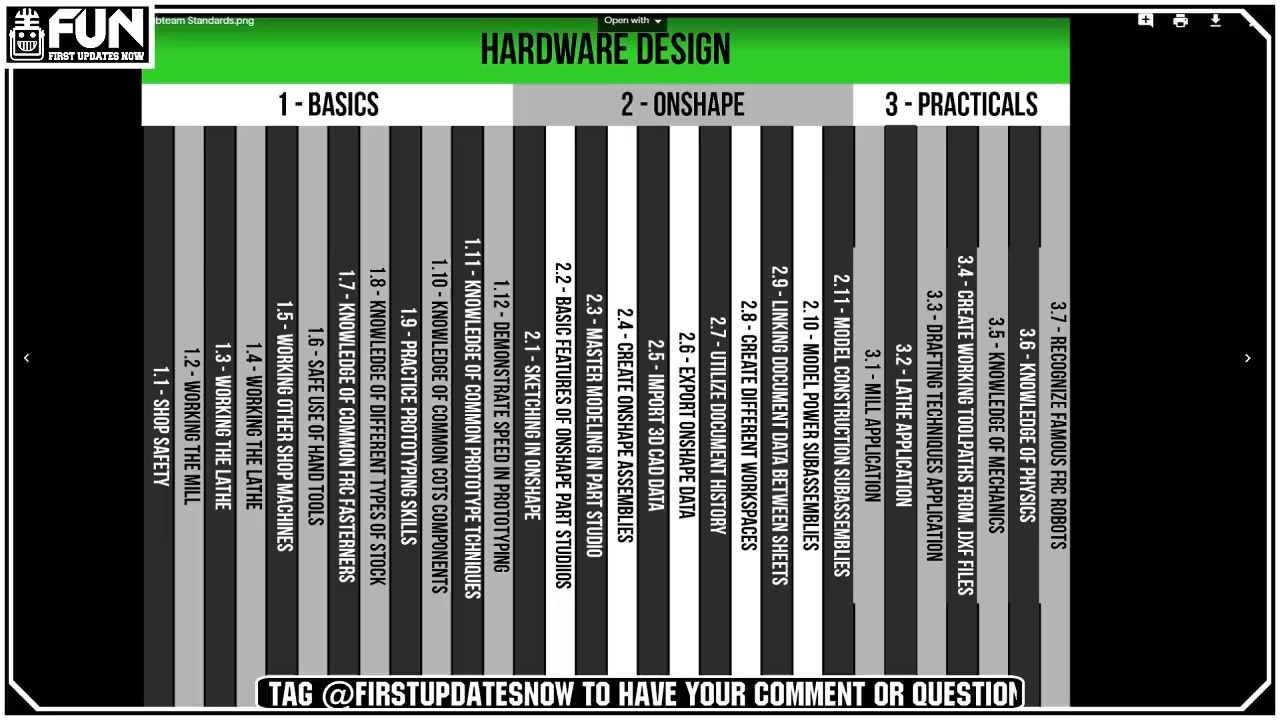 FUN
FIRST UPDATES NOW
bteam Standards.png
Open with
HARDWARE DESIGN
1 - BASICS
2 - ONSHAPE
3 - PRACTICALS
1.1 - SHOP SAFETY
1.2 - WORKING THE MILL
1.3 - WORKING THE LATHE
1.4 - WORKING THE LATHE
1.5 - WORKING OTHER SHOP MACHINES
1.6 - SAFE USE OF HAND TOOLS
1.7 - KNOWLEDGE OF COMMON FRC FASTERNERS
1.8 - KNOWLEDGE OF DIFFERENT TYPES OF STOCK
1.9 - PRACTICE PROTOTYPING SKILLS
1.10 - KNOWLEDGE OF COMMON COTS COMPONENTS
1.11 - KNOWLEDGE OF COMMON PROTOTYPE TCHNIQUES
1.12 - DEMONSTRATE SPEED IN PROTOTYPING
2.1 - SKETCHING IN ONSHAPE
2.2 - BASIC FEATURES OF ONSHAPE PART STUDIIOS
2.3 - MASTER MODELING IN PART STUDIO
2.4 - CREATE ONSHAPE ASSEMBLIES
2.5 - IMPORT 3D CAD DATA
2.6 - EXPORT ONSHAPE DATA
2.7 - UTILIZE DOCUMENT HISTORY
2.8 - CREATE DIFFERENT WORKSPACES
2.9 - LINKING DOCUMENT DATA BETWEEN SHEETS
2.10 - MODEL POWER SUBASSEMBLIES
2.11 - MODEL CONSTRUCTION SUBASSEMBLIES
3.1 - MILL APPLICATION
3.2 - LATHE APPLICATION
3.3 - DRAFTING TECHNIQUES APPLICATION
3.4 - CREATE WORKING TOOLPATHS FROM .DXF FILES
3.5 - KNOWLEDGE OF MECHANICS
3.6 - KNOWLEDGE OF PHYSICS
3.7 - RECOGNIZE FAMOUS FRC ROBOTS
TAG @FIRSTUPDATESNOW TO HAVE YOUR COMMENT OR QUESTION